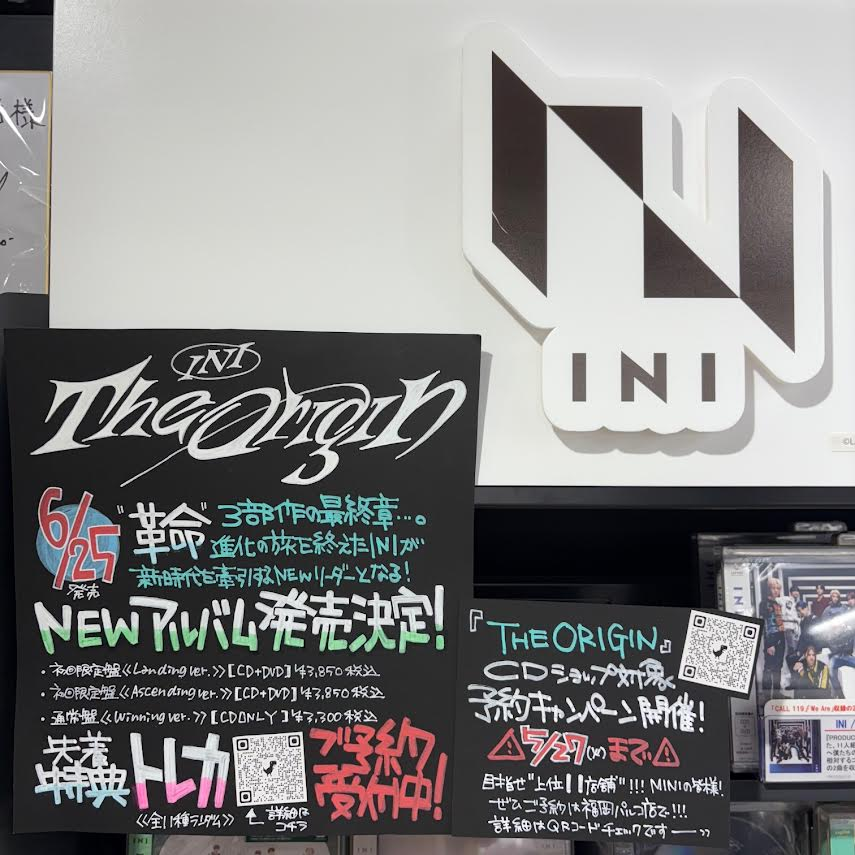 様
INI
INI
The Origin
6/25
発売
"革命"3部作の最終章…。
進化の旅を終えたINIが
新時代を牽引するNEWリーダーとなる!
NEWアルバム発売決定!
・初回限定盤《Landing ver.》[CD+DVD]¥3,850税込
・初回限定盤《Ascending ver.》[CD+DVD]¥3,850税込
・通常盤《Winning ver.》[CD ONLY]¥3,300税込
先着
特典
トレカ
《全11種ランダム》
詳細は
コチラ
ご予約
受付中!
『THE ORIGIN』
CDショップ対象
予約キャンペーン開催!
5/27(火)まで
目指せ"上位11店舗"!!! MINIの皆様!
ぜひご予約は福岡パルコ店で!!!
詳細はQRコードチェックです
「CALL 119」「We Are」収録の2
INI